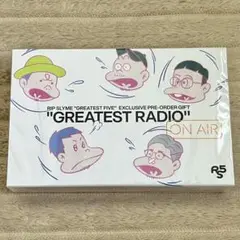 RIP SLYME "GREATEST FIVE" EXCLUSIVE PRE-ORDER GIFT
"GREATEST RADIO"
ON AIR
R5